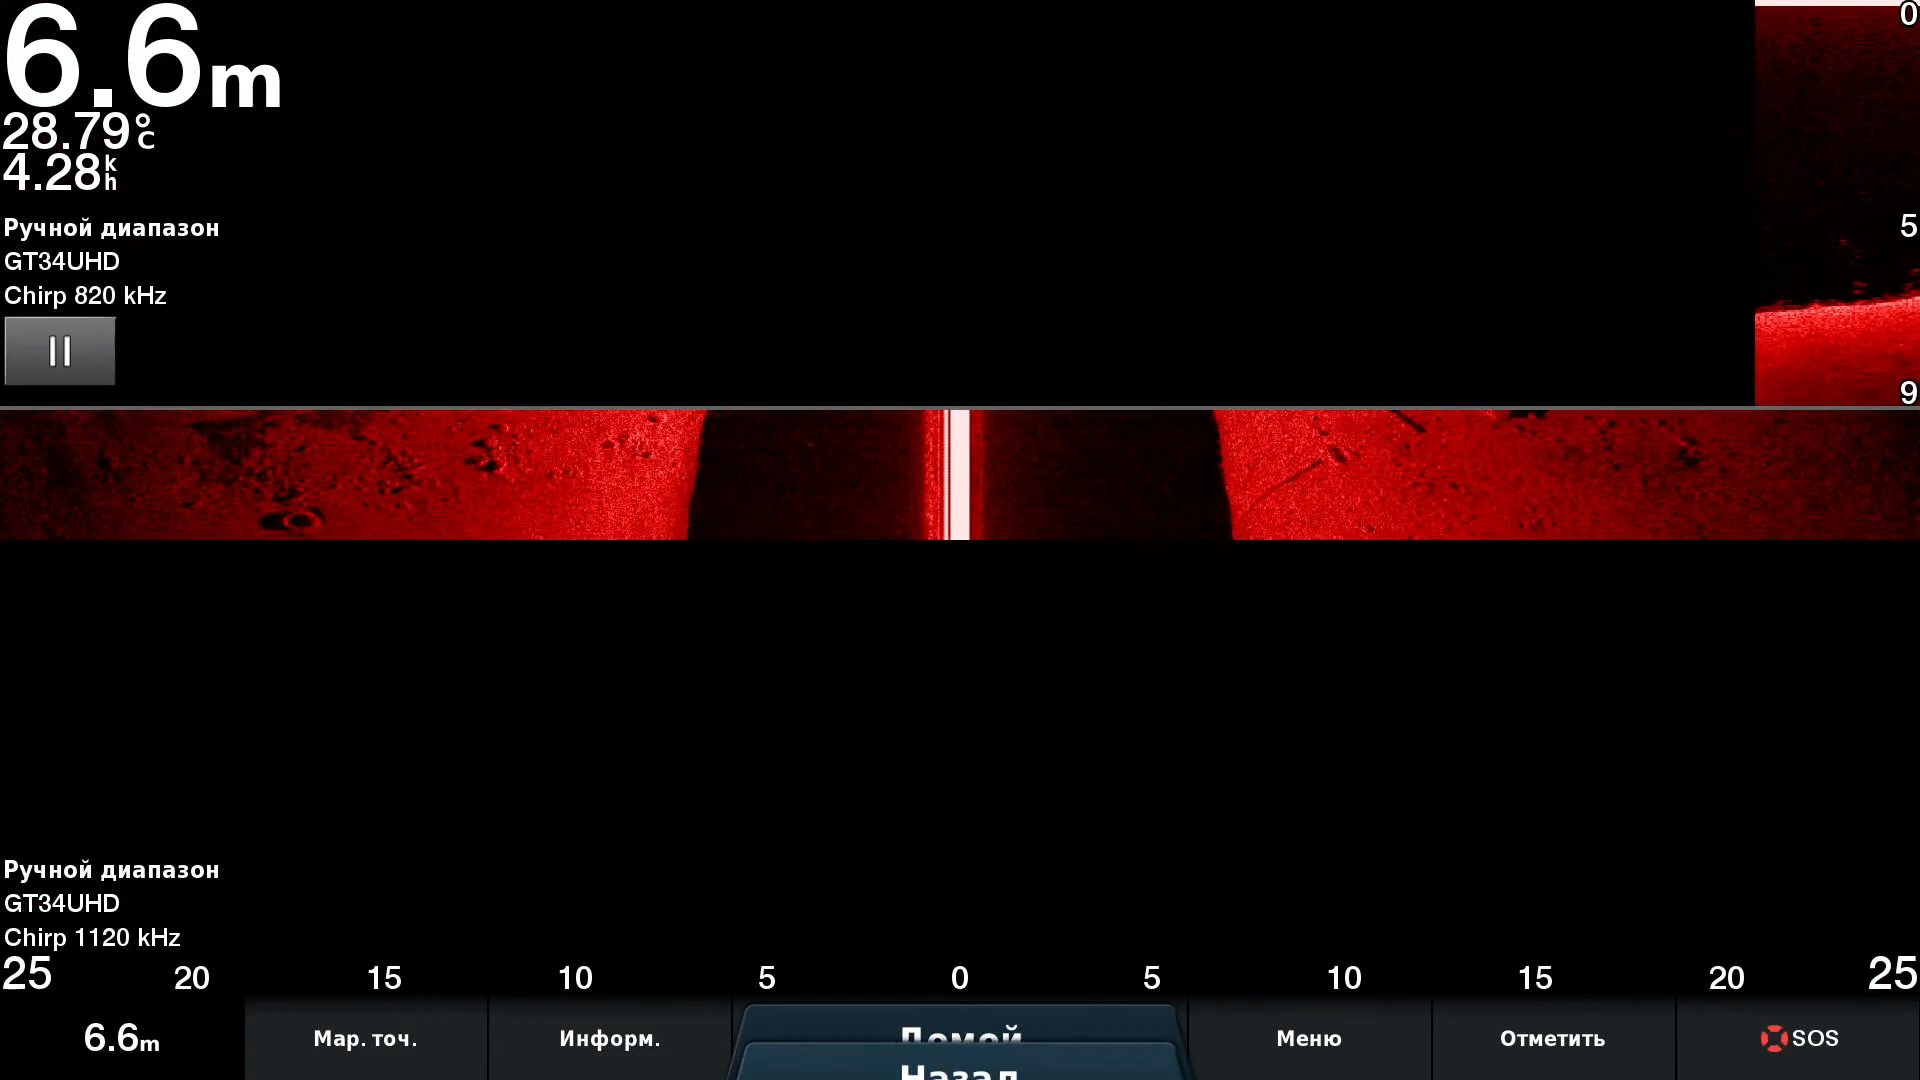 6.6m
0
28.79°C
4.28kh
Ручной диапазон
5
GT34UHD
Chirp 820 kHz
9
Ручной диапазон
GT34UHD
Chirp 1120 kHz
25 20 15 10 5 0 5 10 15 20 25
6.6m Мар. точ. Информ. Домой Меню Отметить SOS
Назад